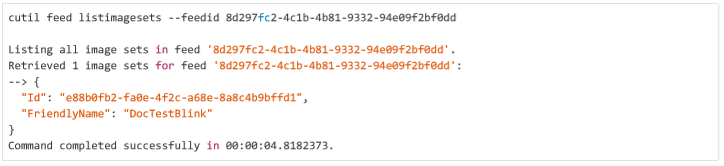 cutil feed listimagesets --feedid 8d297fc2-4c1b-4b81-9332-94e09f2bf0dd
Listing all image sets in feed '8d297fc2-4c1b-4b81-9332-94e09f2bf0dd'.
Retrieved 1 image sets for feed '8d297fc2-4c1b-4b81-9332-94e09f2bf0dd':
--> {
  "Id": "e88b0fb2-fa0e-4f2c-a68e-8a8c4b9bffd1",
  "FriendlyName": "DocTestBlink"
}
Command completed successfully in 00:00:04.8182373.